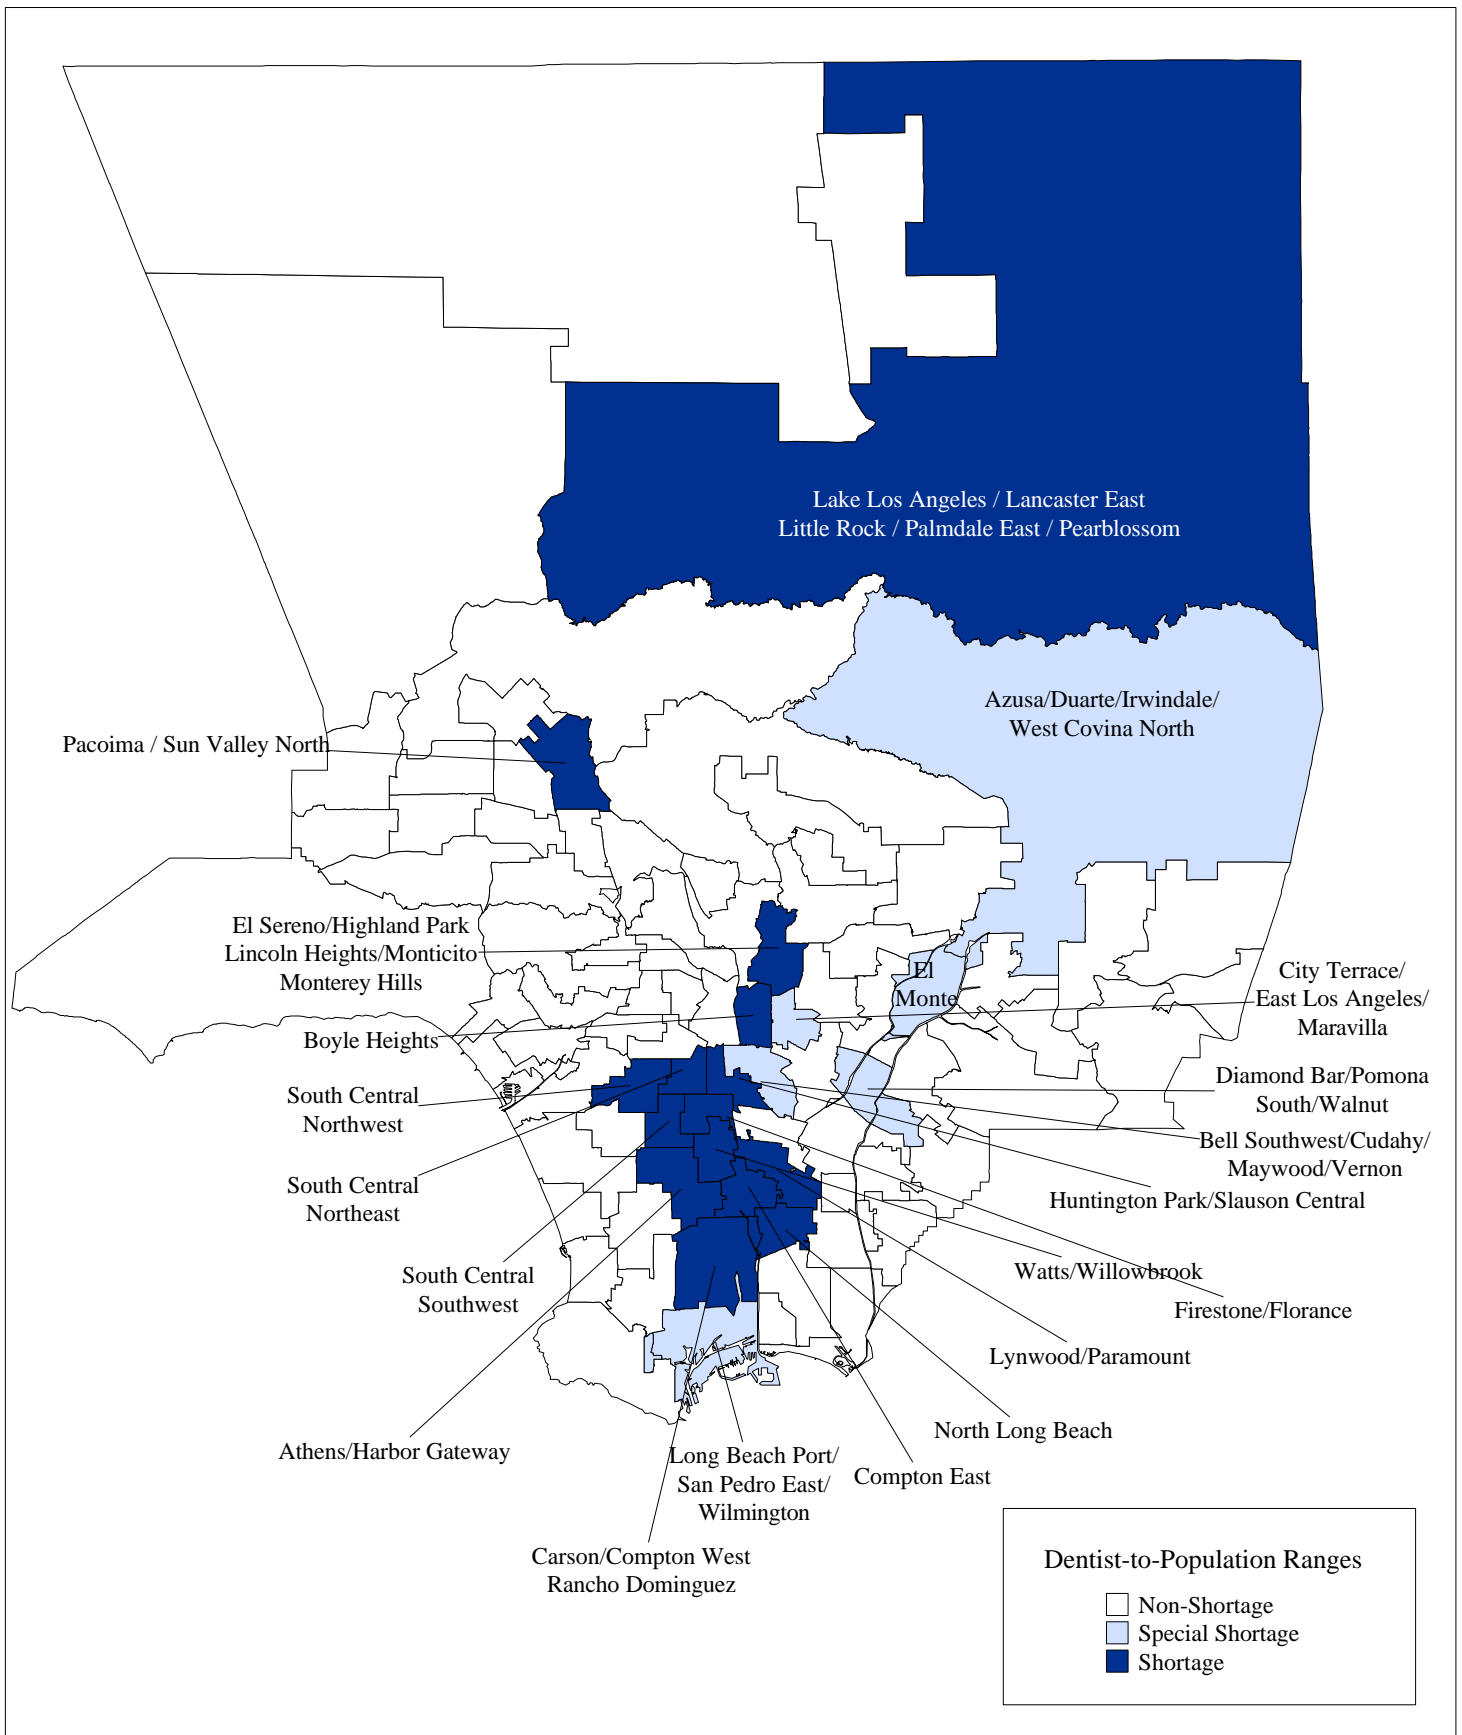 Lake Los Angeles / Lancaster East
Little Rock / Palmdale East / Pearblossom
Azusa/Duarte/Irwindale/
West Covina North
Pacoima / Sun Valley North
El Sereno/Highland Park
Lincoln Heights/Monticito
Monterey Hills
El
Monte
City Terrace/
East Los Angeles/
Maravilla
Boyle Heights
South Central
Northwest
Diamond Bar/Pomona
South/Walnut
Bell Southwest/Cudahy/
Maywood/Vernon
South Central
Northeast
Huntington Park/Slauson Central
South Central
Southwest
Watts/Willowbrook
Firestone/Florance
Lynwood/Paramount
North Long Beach
Athens/Harbor Gateway
Long Beach Port/
San Pedro East/
Wilmington
Compton East
Carson/Compton West
Rancho Dominguez
Dentist-to-Population Ranges
Non-Shortage
Special Shortage
Shortage